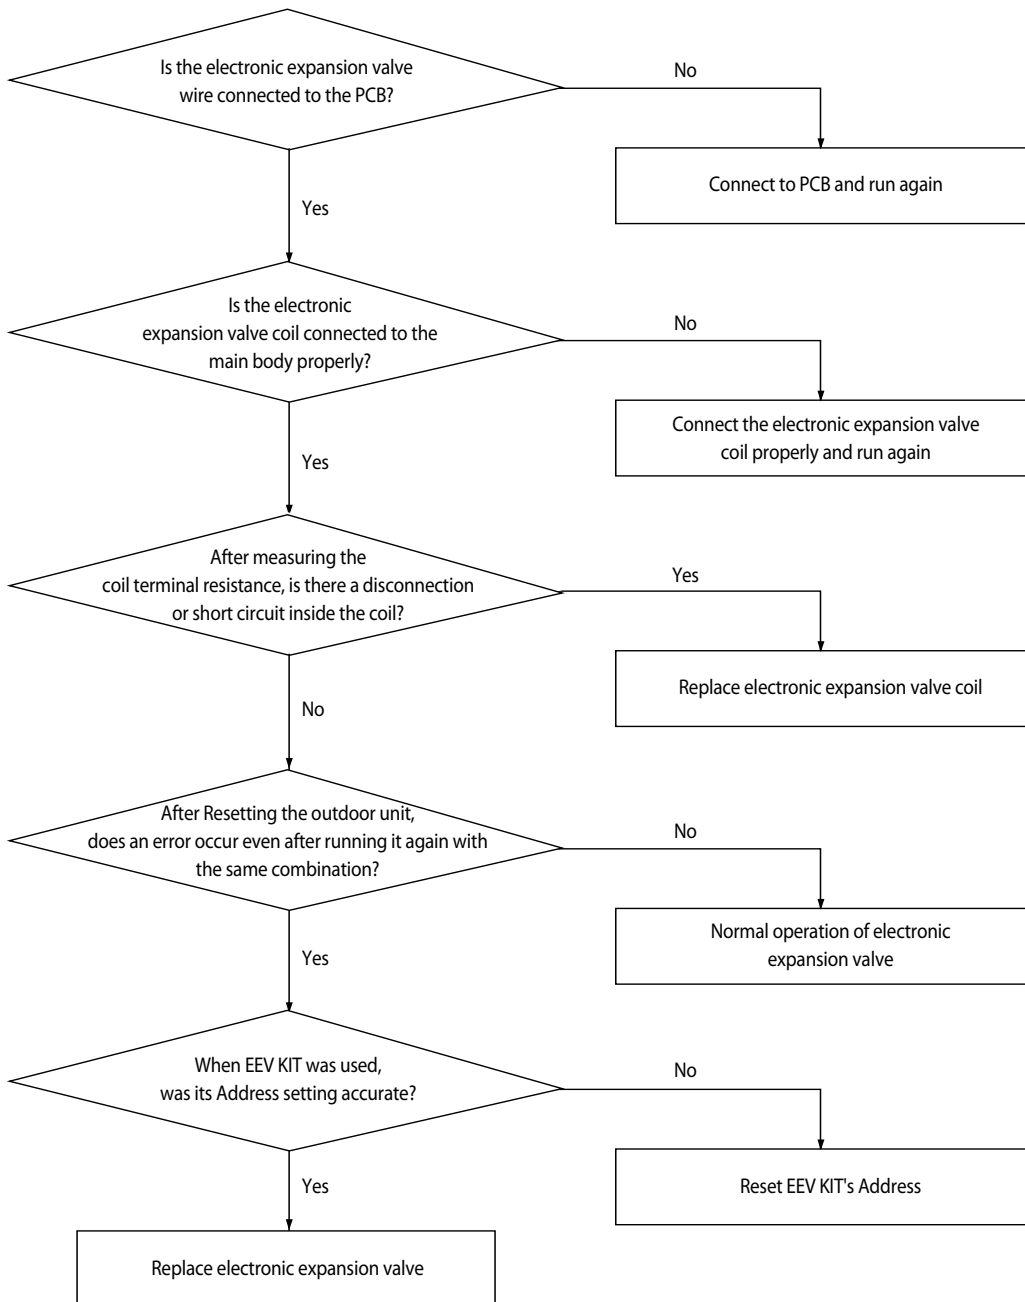 Is the electronic expansion valve
wire connected to the PCB?
No
Connect to PCB and run again
Yes
Is the electronic
expansion valve coil connected to the
main body properly?
No
Connect the electronic expansion valve
coil properly and run again
Yes
After measuring the
coil terminal resistance, is there a disconnection
or short circuit inside the coil?
Yes
Replace electronic expansion valve coil
No
After Resetting the outdoor unit,
does an error occur even after running it again with
the same combination?
No
Normal operation of electronic
expansion valve
Yes
When EEV KIT was used,
was its Address setting accurate?
No
Reset EEV KIT's Address
Yes
Replace electronic expansion valve